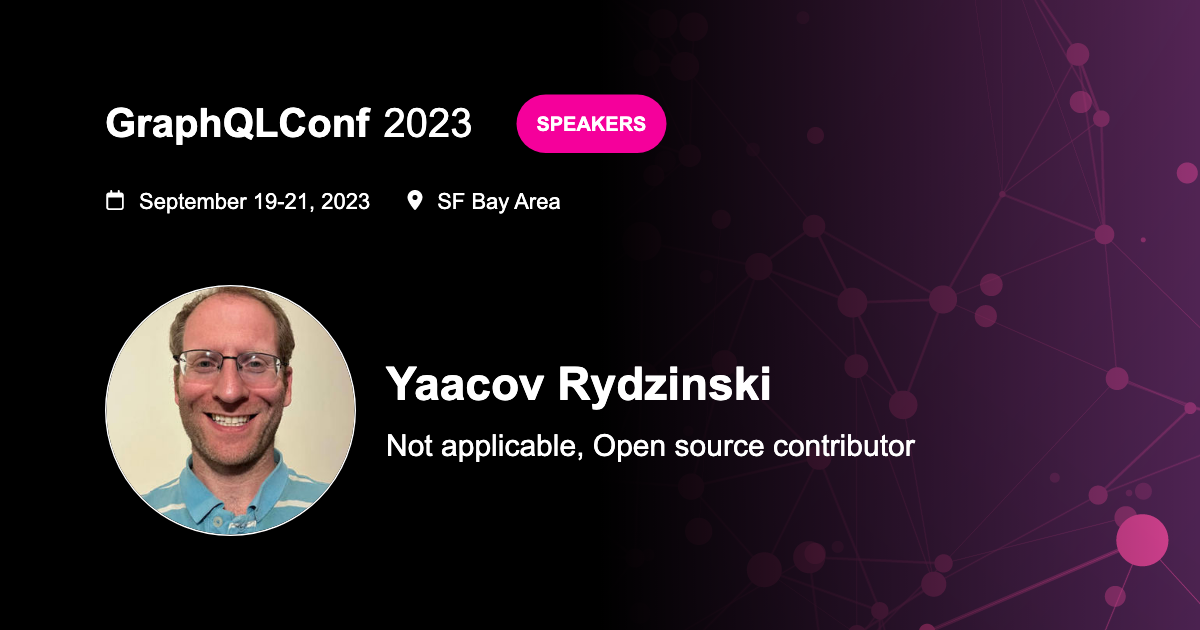 GraphQLConf 2023
SPEAKERS
September 19-21, 2023
SF Bay Area
Yaacov Rydzinski
Not applicable, Open source contributor